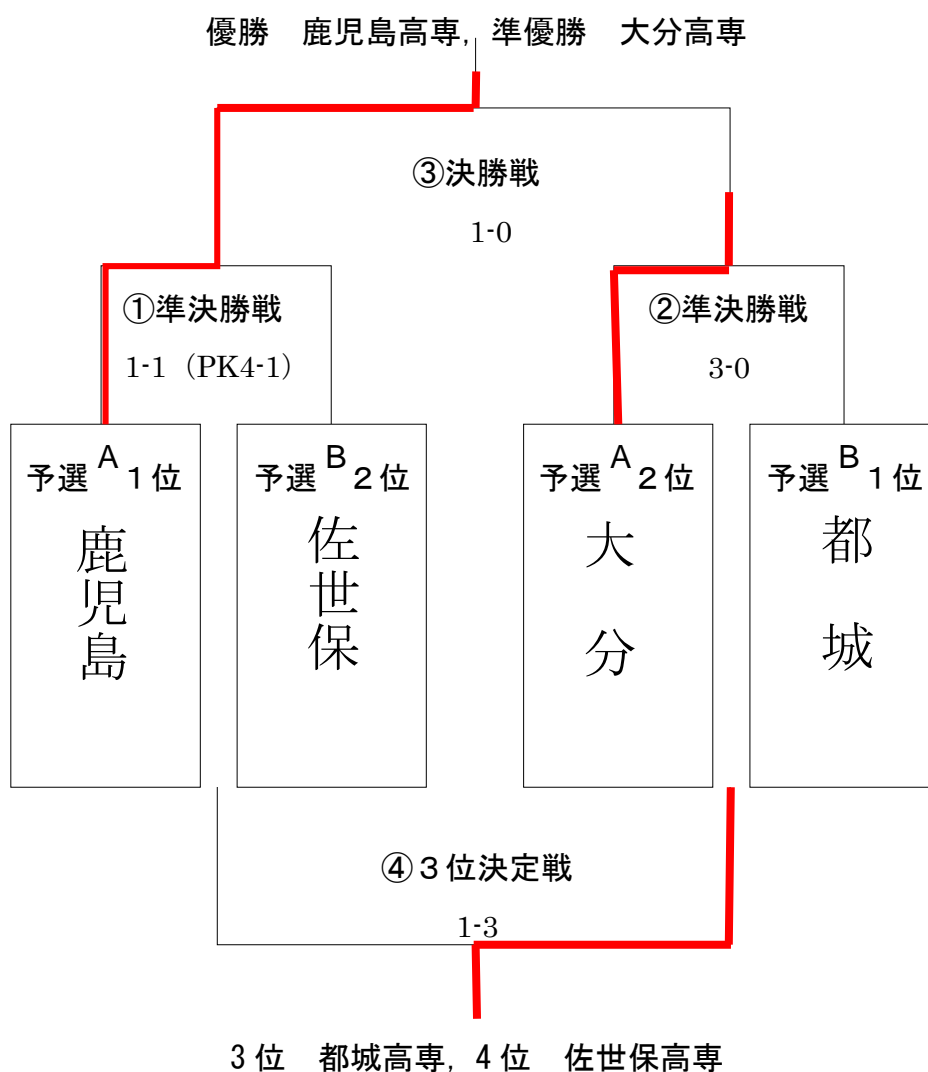 優勝　鹿児島高専，準優勝　大分高専
③決勝戦
1-0
①準決勝戦
1-1（PK4-1）
②準決勝戦
3-0
予選A１位
鹿児島
予選B２位
佐世保
予選A２位
大分
予選B１位
都城
④３位決定戦
1-3
3位　都城高専，4位　佐世保高専